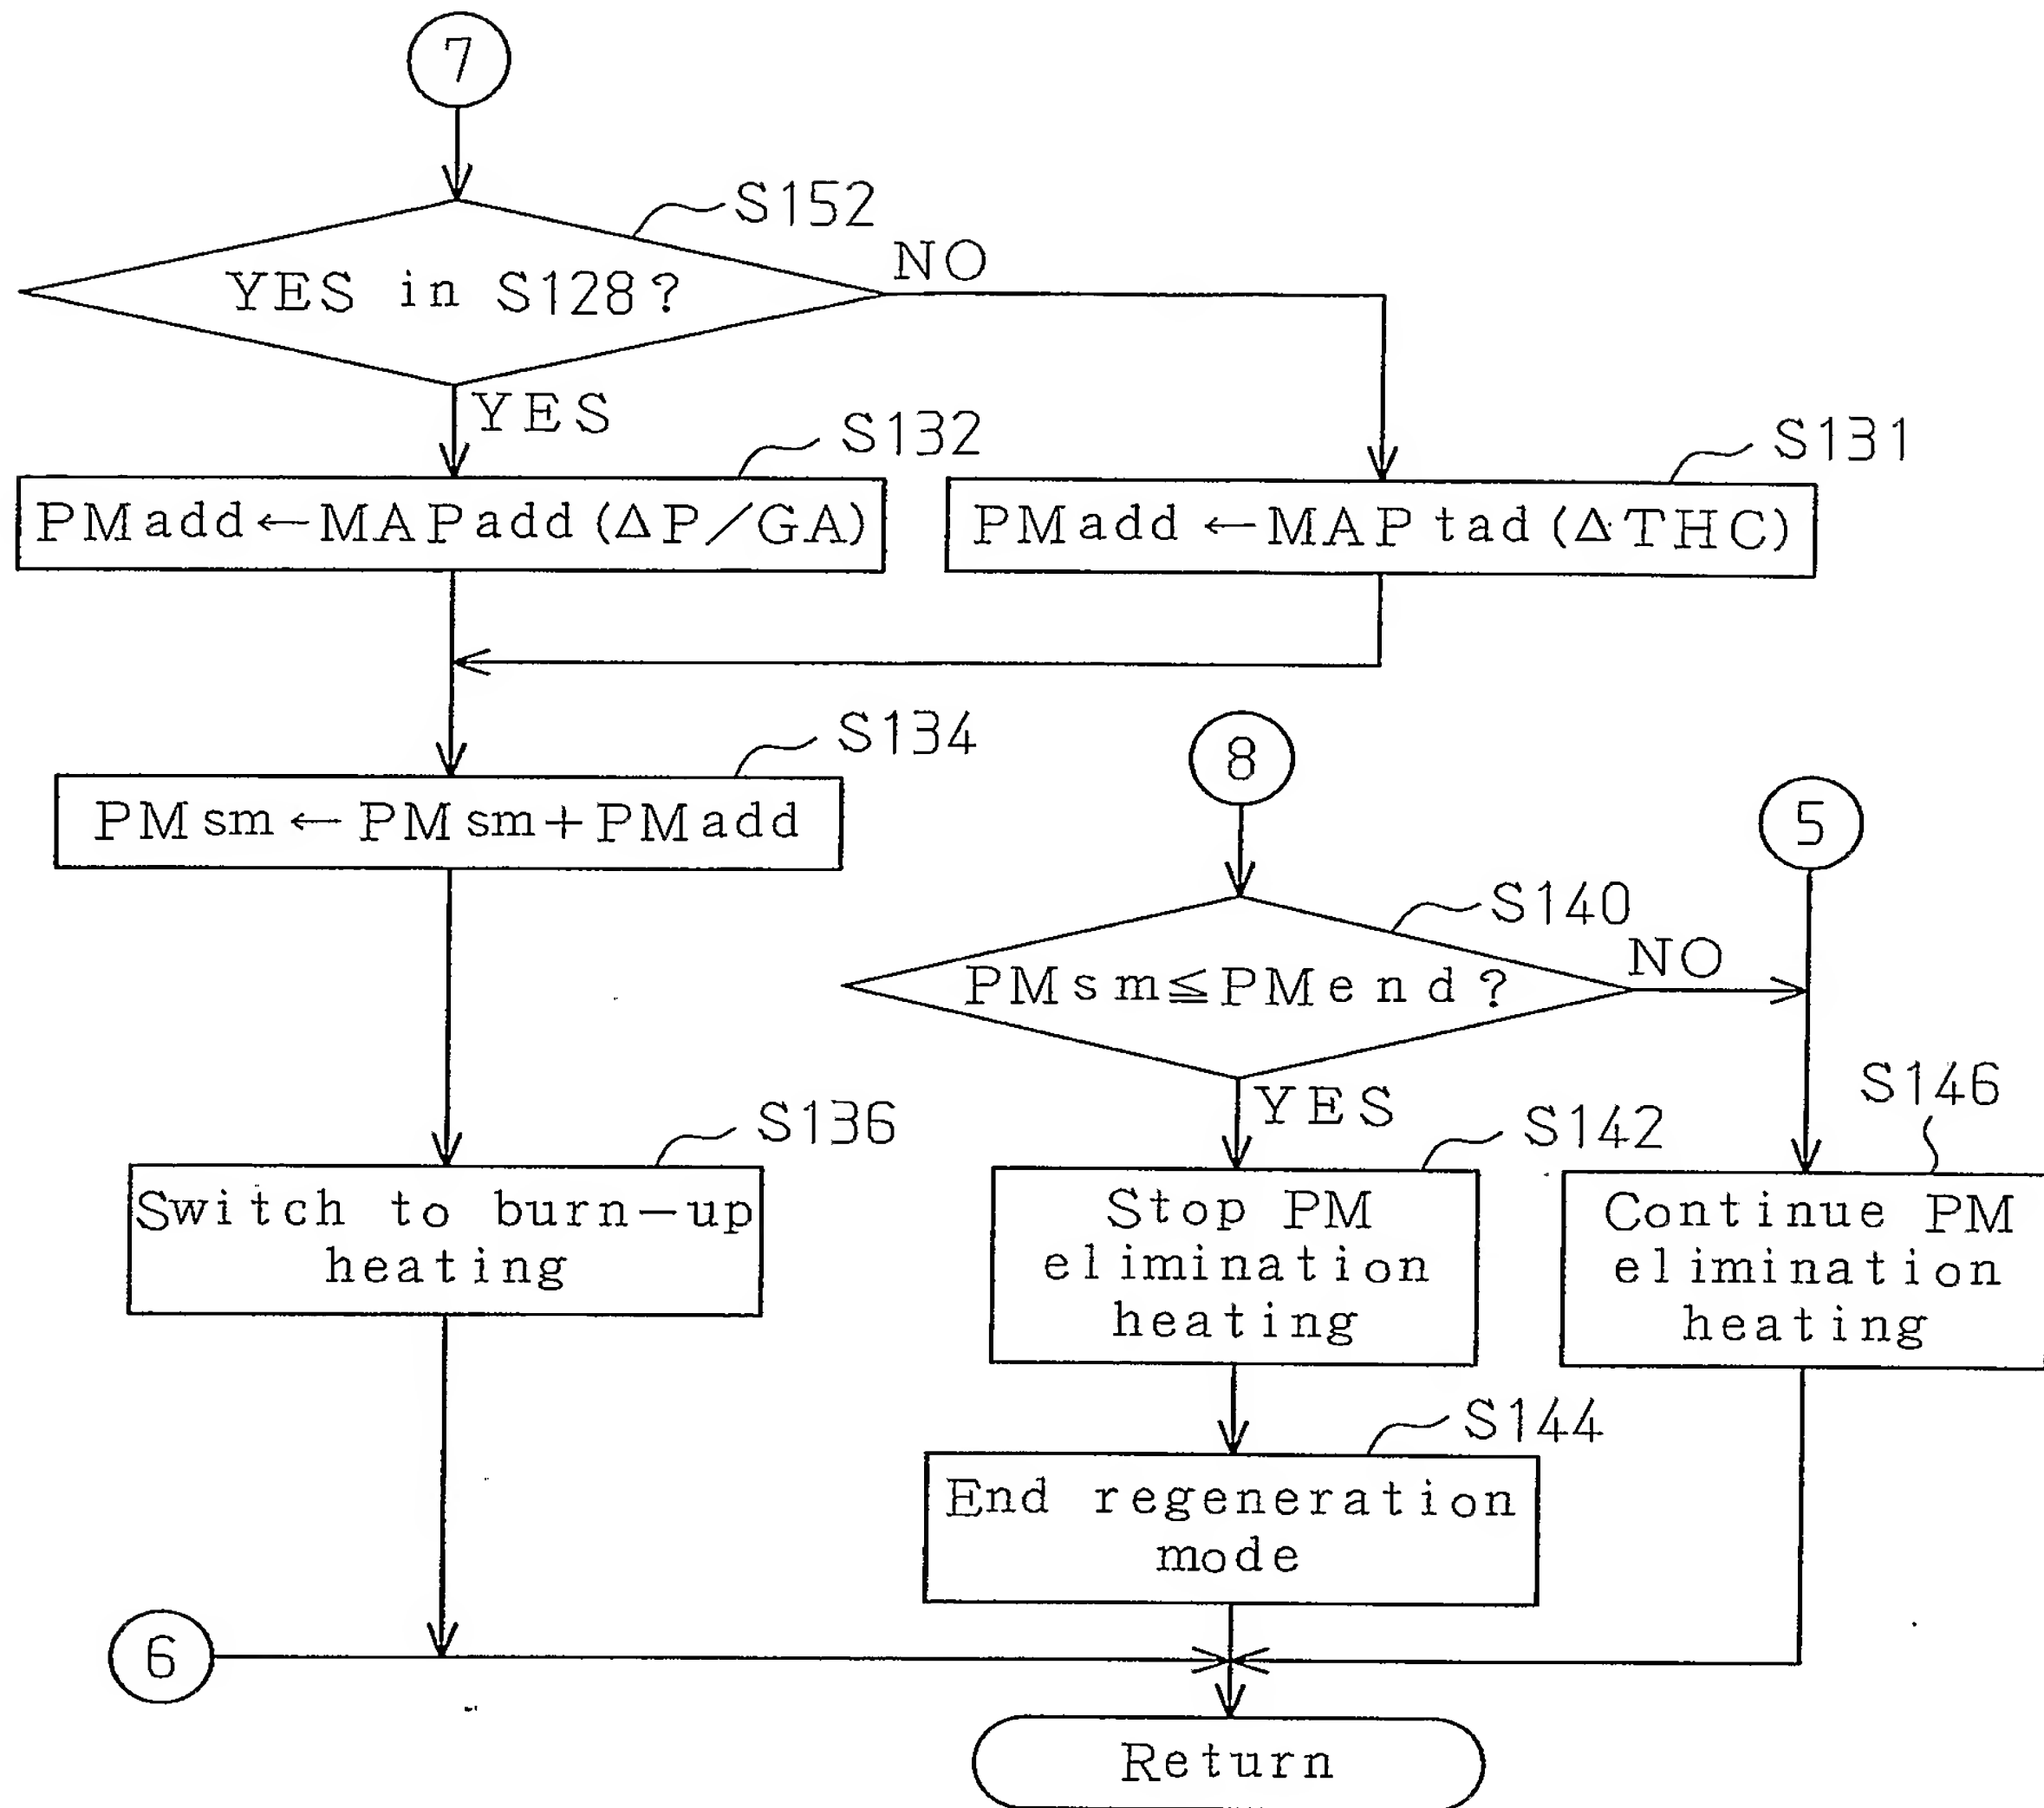 7
S152
YES in S128?
NO
YES
S132
S131
PMadd←MAPadd(ΔP/GA)
PMadd←MAPtad(ΔTHC)
S134
PMsm←PMsm+PMadd
8
5
S140
PMsm≦PMend?
NO
YES
S136
S142
S146
Switch to burn-up
heating
Stop PM
elimination
heating
Continue PM
elimination
heating
S144
End regeneration
mode
6
Return